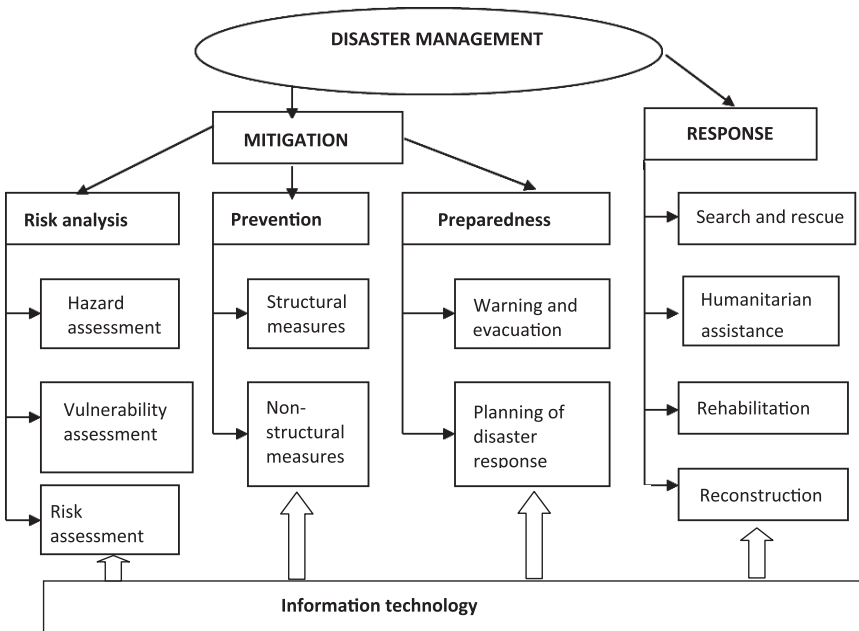 DISASTER MANAGEMENT
MITIGATION
RESPONSE
Risk analysis
Prevention
Preparedness
Search and rescue
Hazard
assessment
Structural
measures
Warning and
evacuation
Humanitarian
assistance
Vulnerability
assessment
Non-
structural
measures
Planning of
disaster
response
Rehabilitation
Risk
assessment
Reconstruction
Information technology